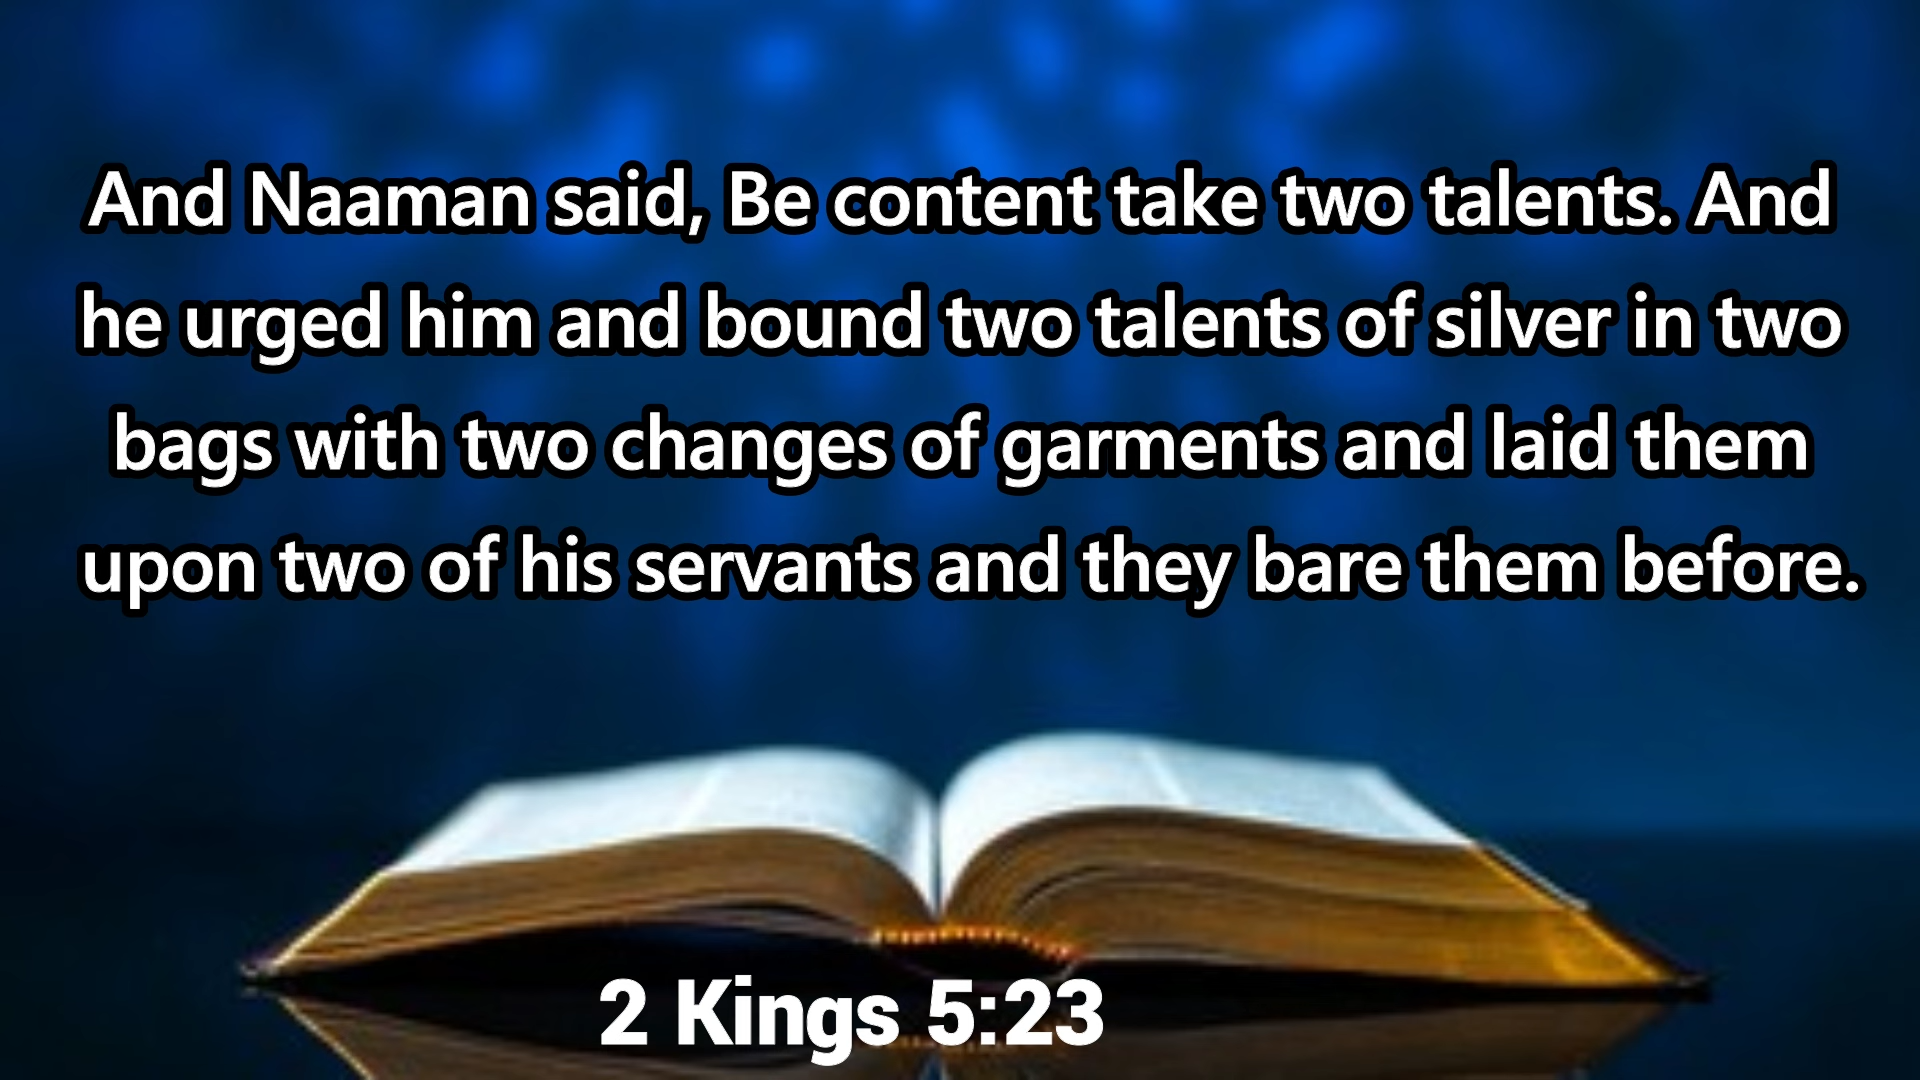 And Naaman said, Be content take two talents. And
he urged him and bound two talents of silver in two
bags with two changes of garments and laid them
upon two of his servants and they bare them before.
2 Kings 5:23